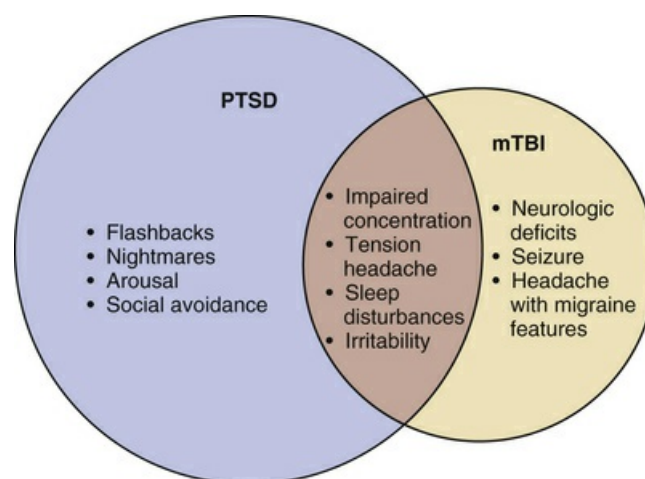 PTSD
• Flashbacks
• Nightmares
• Arousal
• Social avoidance
• Impaired
concentration
• Tension
headache
• Sleep
disturbances
• Irritability
mTBI
• Neurologic
deficits
• Seizure
• Headache
with migraine
features